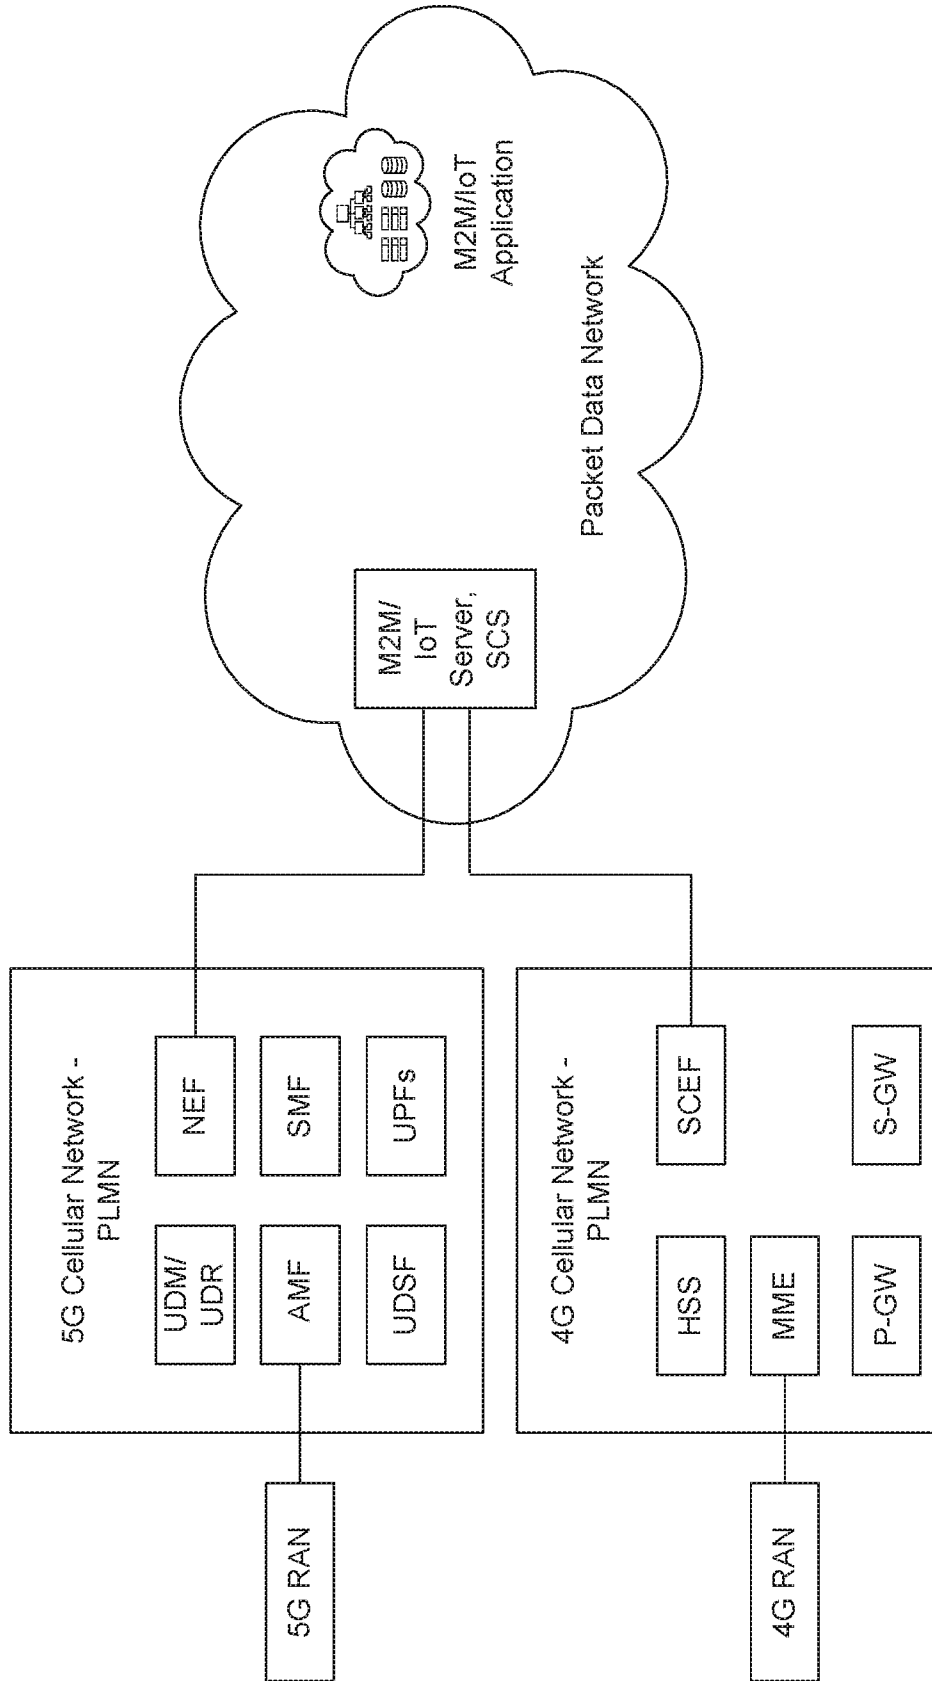 5G Cellular Network -
PLMN
UDM/
UDR
NEF
AMF
SMF
UDSF
UPFs
5G RAN
4G Cellular Network -
PLMN
HSS
SCEF
MME
P-GW
S-GW
4G RAN
M2M/
IoT
Server,
SCS
M2M/IoT
Application
Packet Data Network